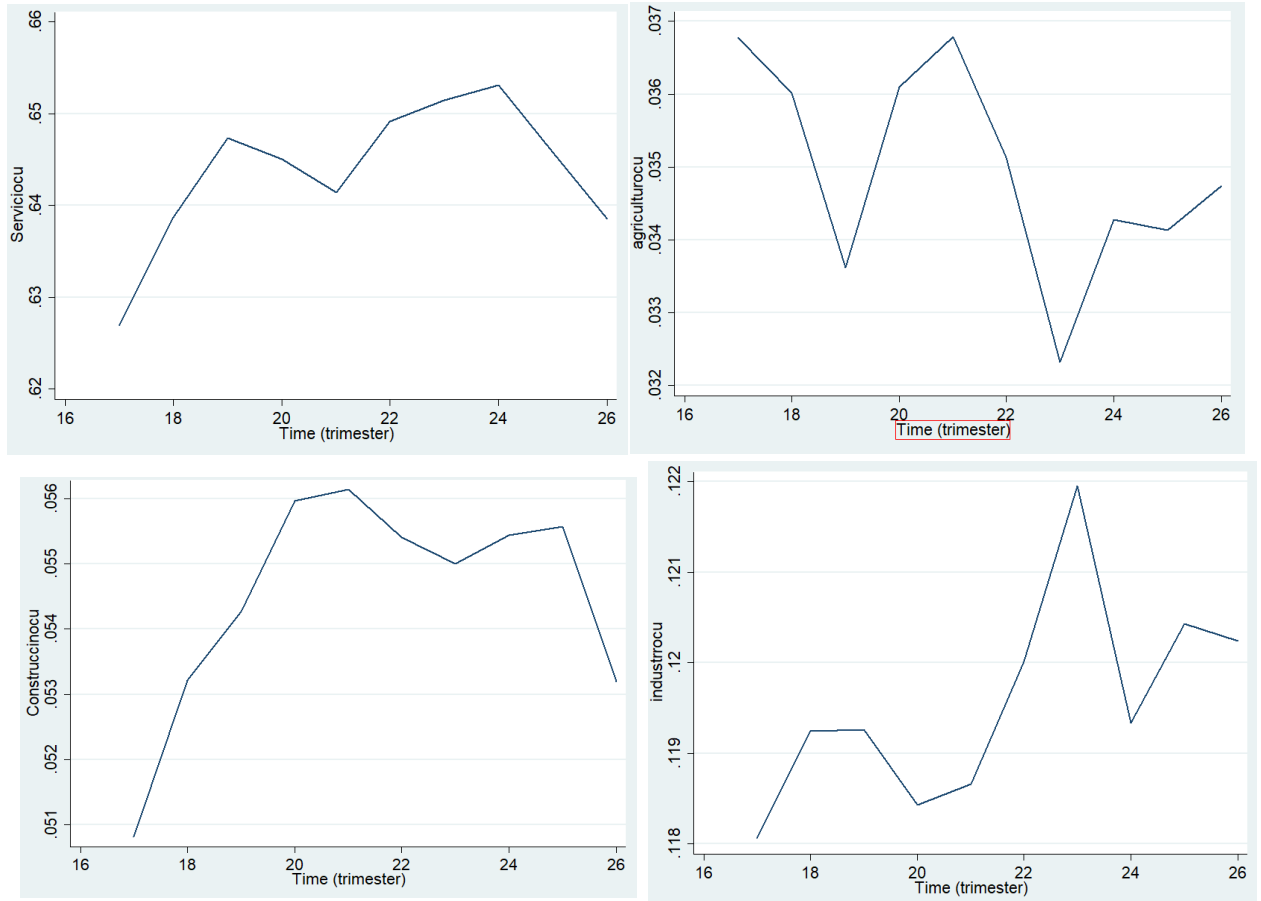 Serviciocu
.66
.65
.64
.63
.62
16 18 20 22 24 26
Time (trimester)
agriculturocu
.037
.036
.035
.034
.033
.032
16 18 20 22 24 26
Time (trimester)
Construccinocu
.056
.055
.054
.053
.052
.051
16 18 20 22 24 26
Time (trimester)
industrrocu
.122
.121
.12
.119
.118
16 18 20 22 24 26
Time (trimester)